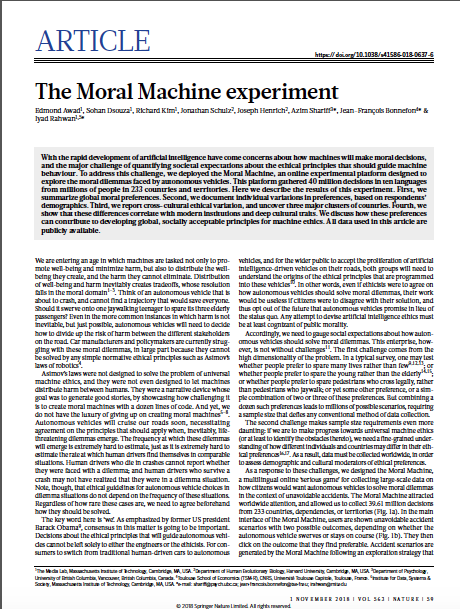 ARTICLE
https://doi.org/10.1038/s41586-018-0637-6
The Moral Machine experiment
Edmond Awad1, Sohan Dsouza1, Richard Kim1, Jonathan Schulz2, Joseph Henrich2, Azim Shariff3*, Jean-François Bonnefon4* &
Iyad Rahwan1,5*
With the rapid development of artificial intelligence have come concerns about how machines will make moral decisions,
and the major challenge of quantifying societal expectations about the ethical principles that should guide machine
behaviour. To address this challenge, we deployed the Moral Machine, an online experimental platform designed to
explore the moral dilemmas faced by autonomous vehicles. This platform gathered 40 million decisions in ten languages
from millions of people in 233 countries and territories. Here we describe the results of this experiment. First, we
summarize global moral preferences. Second, we document individual variations in preferences, based on respondents'
demographics. Third, we report cross-cultural ethical variation, and uncover three major clusters of countries. Fourth, we
show that these differences correlate with modern institutions and deep cultural traits. We discuss how these preferences
can contribute to developing global, socially acceptable principles for machine ethics. All data used in this article are
publicly available.
We are entering an age in which machines are tasked not only to pro-
mote well-being and minimize harm, but also to distribute the well-
being they create, and the harm they cannot eliminate. Distribution
of well-being and harm inevitably creates tradeoffs, whose resolution
falls in the moral domain1–3. Think of an autonomous vehicle that is
about to crash, and cannot find a trajectory that would save everyone.
Should it swerve onto one jaywalking teenager to spare its three elderly
passengers? Even in the more common instances in which harm is not
inevitable, but just possible, autonomous vehicles will need to decide
how to divide up the risk of harm between the different stakeholders
on the road. Car manufacturers and policymakers are currently strug-
gling with these moral dilemmas, in large part because they cannot
be solved by any simple normative ethical principles such as Asimov's
laws of robotics4.
Asimov's laws were not designed to solve the problem of universal
machine ethics, and they were not even designed to let machines
distribute harm between humans. They were a narrative device whose
goal was to generate good stories, by showcasing how challenging it
is to create moral machines with a dozen lines of code. And yet, we
do not have the luxury of giving up on creating moral machines5–8.
Autonomous vehicles will cruise our roads soon, necessitating
agreement on the principles that should apply when, inevitably, life-
threatening dilemmas emerge. The frequency at which these dilemmas
will emerge is extremely hard to estimate, just as it is extremely hard to
estimate the rate at which human drivers find themselves in comparable
situations. Human drivers who die in crashes cannot report whether
they were faced with a dilemma; and human drivers who survive a
crash may not have realized that they were in a dilemma situation.
Note, though, that ethical guidelines for autonomous vehicle choices in
dilemma situations do not depend on the frequency of these situations.
Regardless of how rare these cases are, we need to agree beforehand
how they should be solved.
The key word here is 'we'. As emphasized by former US president
Barack Obama9, consensus in this matter is going to be important.
Decisions about the ethical principles that will guide autonomous vehi-
cles cannot be left solely to either the engineers or the ethicists. For con-
sumers to switch from traditional human-driven cars to autonomous
vehicles, and for the wider public to accept the proliferation of artificial
intelligence-driven vehicles on their roads, both groups will need to
understand the origins of the ethical principles that are programmed
into these vehicles10. In other words, even if ethicists were to agree on
how autonomous vehicles should solve moral dilemmas, their work
would be useless if citizens were to disagree with their solution, and
thus opt out of the future that autonomous vehicles promise in lieu of
the status quo. Any attempt to devise artificial intelligence ethics must
be at least cognizant of public morality.
Accordingly, we need to gauge social expectations about how auton-
omous vehicles should solve moral dilemmas. This enterprise, how-
ever, is not without challenges11. The first challenge comes from the
high dimensionality of the problem. In a typical survey, one may test
whether people prefer to spare many lives rather than few9,12,13; or
whether people prefer to spare the young rather than the elderly14,15;
or whether people prefer to spare pedestrians who cross legally, rather
than pedestrians who jaywalk; or yet some other preference, or a sim-
ple combination of two or three of these preferences. But combining a
dozen such preferences leads to millions of possible scenarios, requiring
a sample size that defies any conventional method of data collection.
The second challenge makes sample size requirements even more
daunting: if we are to make progress towards universal machine ethics
(or at least to identify the obstacles thereto), we need a fine-grained under-
standing of how different individuals and countries may differ in their eth-
ical preferences16,17. As a result, data must be collected worldwide, in order
to assess demographic and cultural moderators of ethical preferences.
As a response to these challenges, we designed the Moral Machine,
a multilingual online 'serious game' for collecting large-scale data on
how citizens would want autonomous vehicles to solve moral dilemmas
in the context of unavoidable accidents. The Moral Machine attracted
worldwide attention, and allowed us to collect 39.61 million decisions
from 233 countries, dependencies, or territories (Fig. 1a). In the main
interface of the Moral Machine, users are shown unavoidable accident
scenarios with two possible outcomes, depending on whether the
autonomous vehicle swerves or stays on course (Fig. 1b). They then
click on the outcome that they find preferable. Accident scenarios are
generated by the Moral Machine following an exploration strategy that
1The Media Lab, Massachusetts Institute of Technology, Cambridge, MA, USA. 2Department of Human Evolutionary Biology, Harvard University, Cambridge, MA, USA. 3Department of Psychology,
University of British Columbia, Vancouver, British Columbia, Canada. 4Toulouse School of Economics (TSM-R), CNRS, Université Toulouse Capitole, Toulouse, France. 5Institute for Data, Systems &
Society, Massachusetts Institute of Technology, Cambridge, MA, USA. *e-mail: shariff@psych.ubc.ca; jean-francois.bonnefon@tse-fr.eu; irahwan@mit.edu
1 NOVEMBER 2018 | VOL 563 | NATURE | 59
© 2018 Springer Nature Limited. All rights reserved.